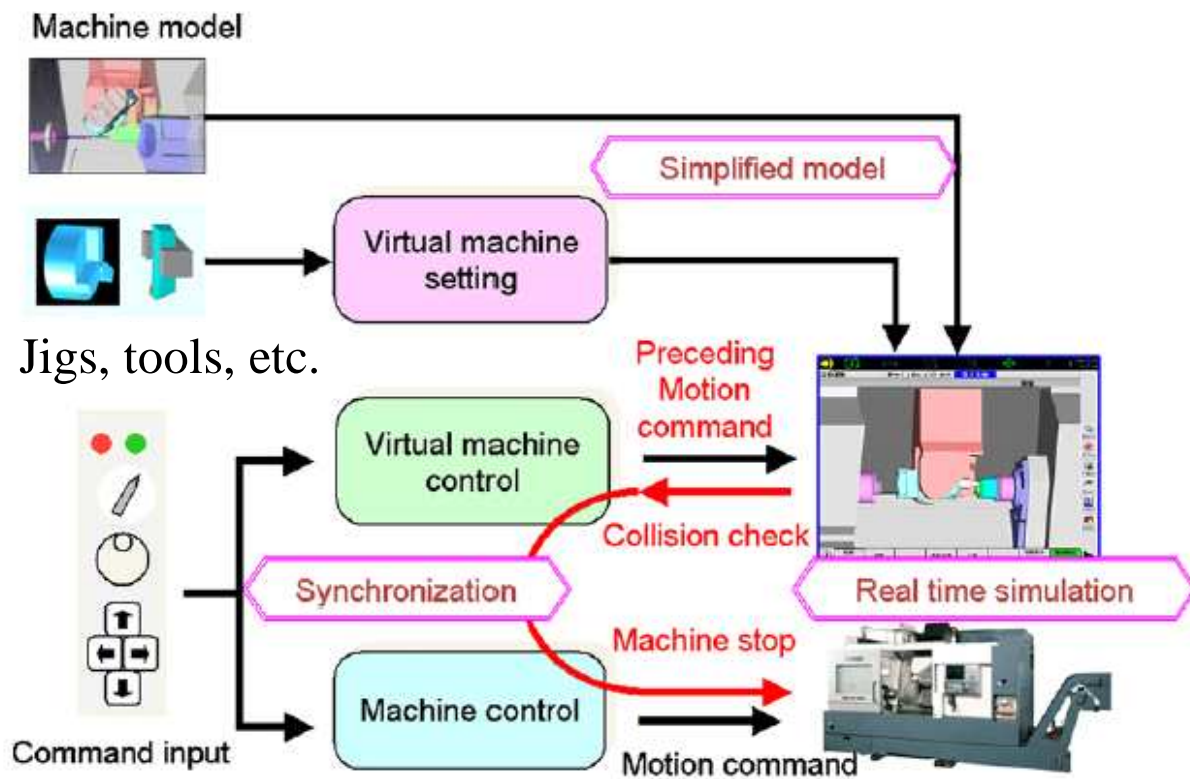 Machine model
Simplified model
Virtual machine
setting
Jigs, tools, etc.
Preceding
Motion
command
Virtual machine
control
Collision check
Synchronization
Real time simulation
Machine stop
Machine control
Command input
Motion command